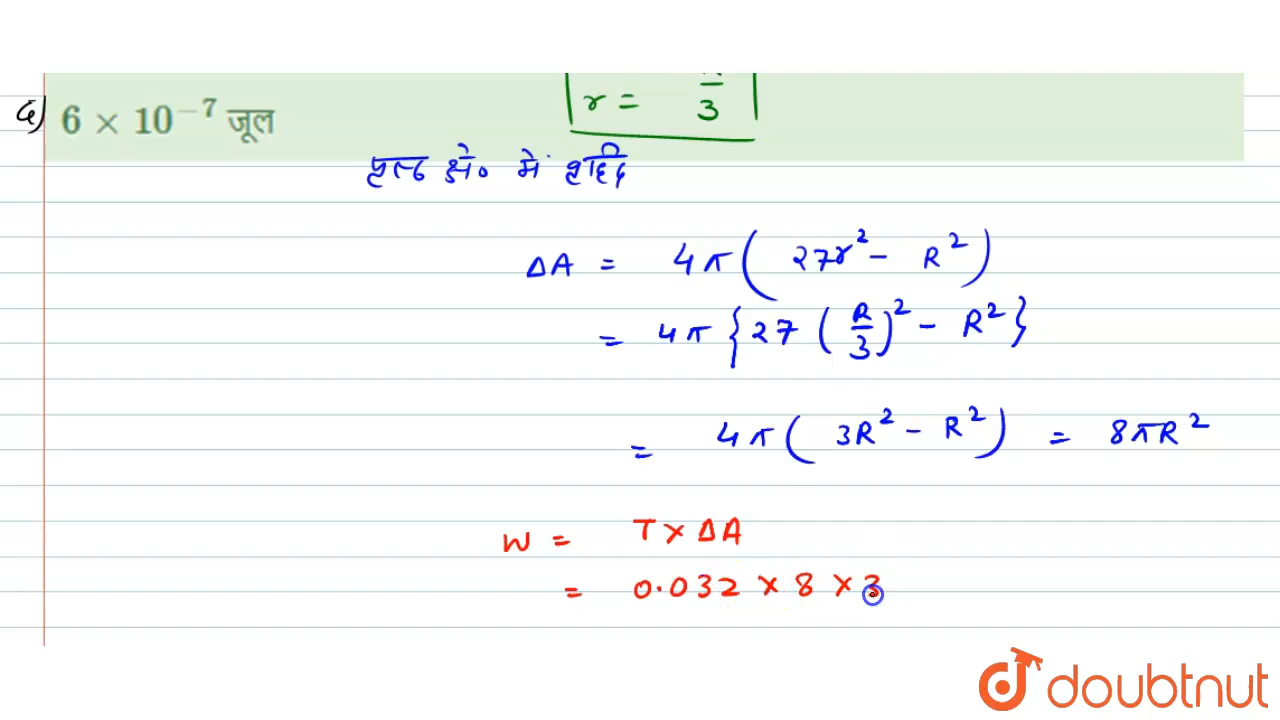 4) 6 × 10⁻⁷ जूल
r = /3
पृष्ठ क्षे० में वृद्धि
ΔA = 4π( 27r² - R² )
= 4π { 27 ( R/3 )² - R² }
= 4π ( 3R² - R² ) = 8πR²
W = T × ΔA
= 0.032 × 8 × 3
doubtnut